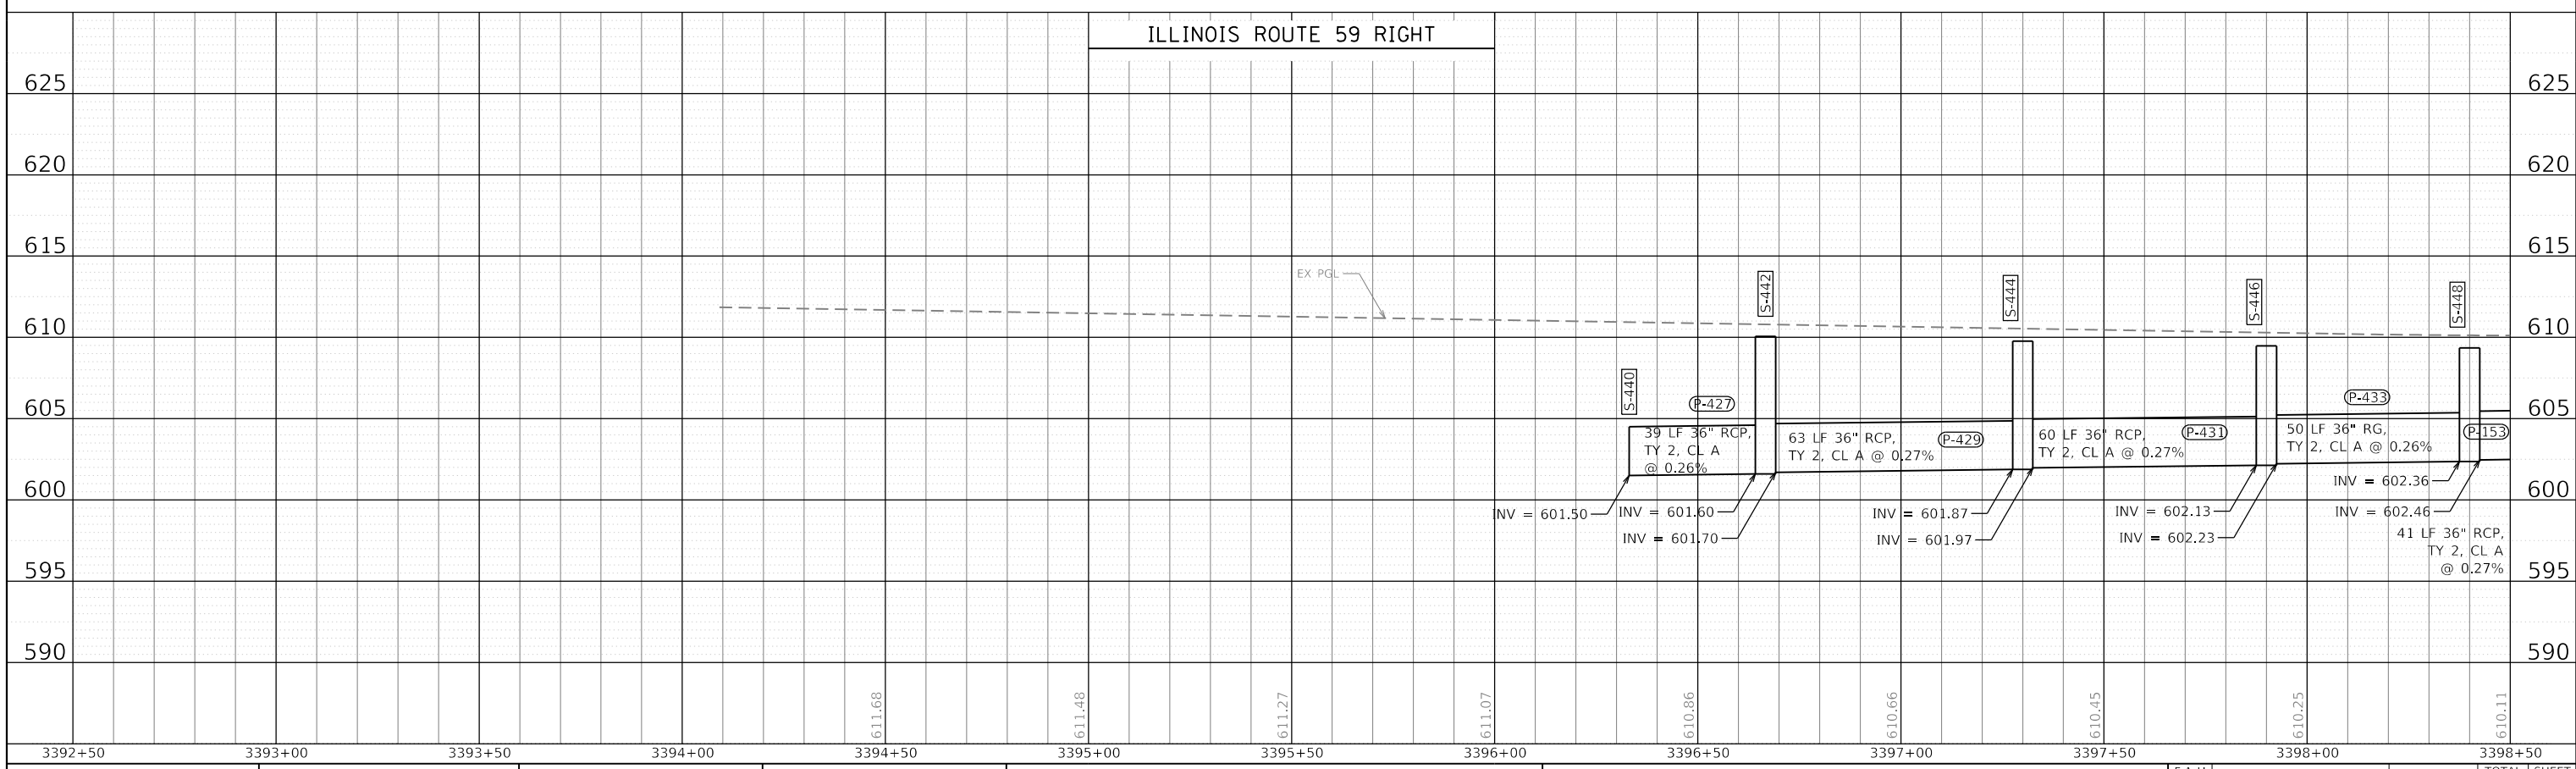 ILLINOIS ROUTE 59 RIGHT
625 625
620 620
615 615
EX PGL
S-442
S-444
S-446
S-448
610 610
S-440
P-427
P-433
605 605
39 LF 36" RCP,
TY 2, CL A
@ 0.26%
63 LF 36" RCP,
TY 2, CL A @ 0.27%
P-429
60 LF 36" RCP,
TY 2, CL A @ 0.27%
P-431
50 LF 36" RG,
TY 2, CL A @ 0.26%
P-153
600 600
INV = 601.50
INV = 601.60
INV = 601.70
INV = 601.87
INV = 601.97
INV = 602.13
INV = 602.23
INV = 602.36
INV = 602.46
41 LF 36" RCP,
TY 2, CL A
@ 0.27%
595 595
590 590
611.68
611.48
611.27
611.07
610.86
610.66
610.45
610.25
610.11
3392+50 3393+00 3393+50 3394+00 3394+50 3395+00 3395+50 3396+00 3396+50 3397+00 3397+50 3398+00 3398+50